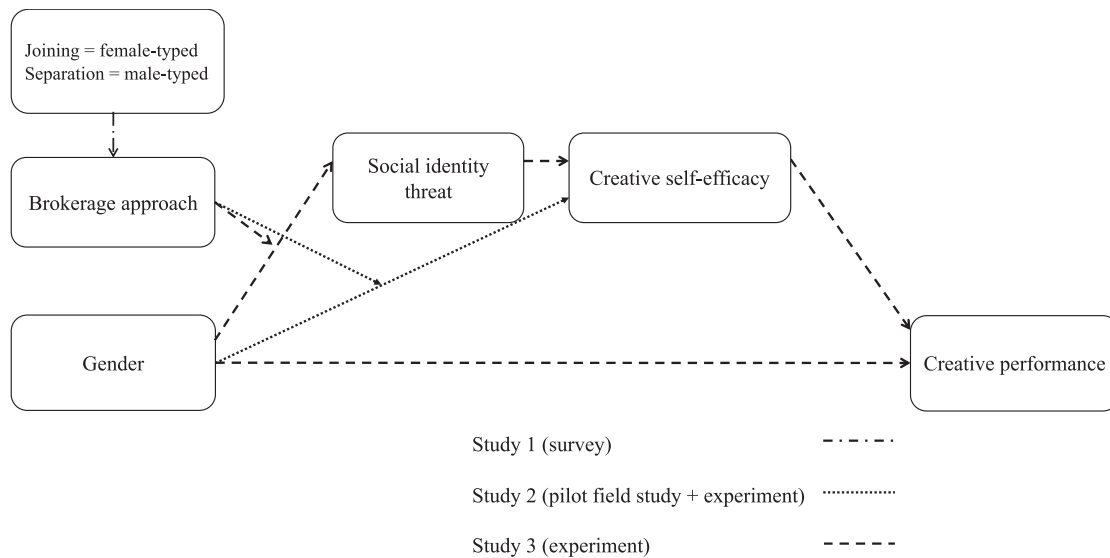 Joining = female-typed
Separation = male-typed
Brokerage approach
Social identity
threat
Creative self-efficacy
Gender
Creative performance
Study 1 (survey)
Study 2 (pilot field study + experiment)
Study 3 (experiment)